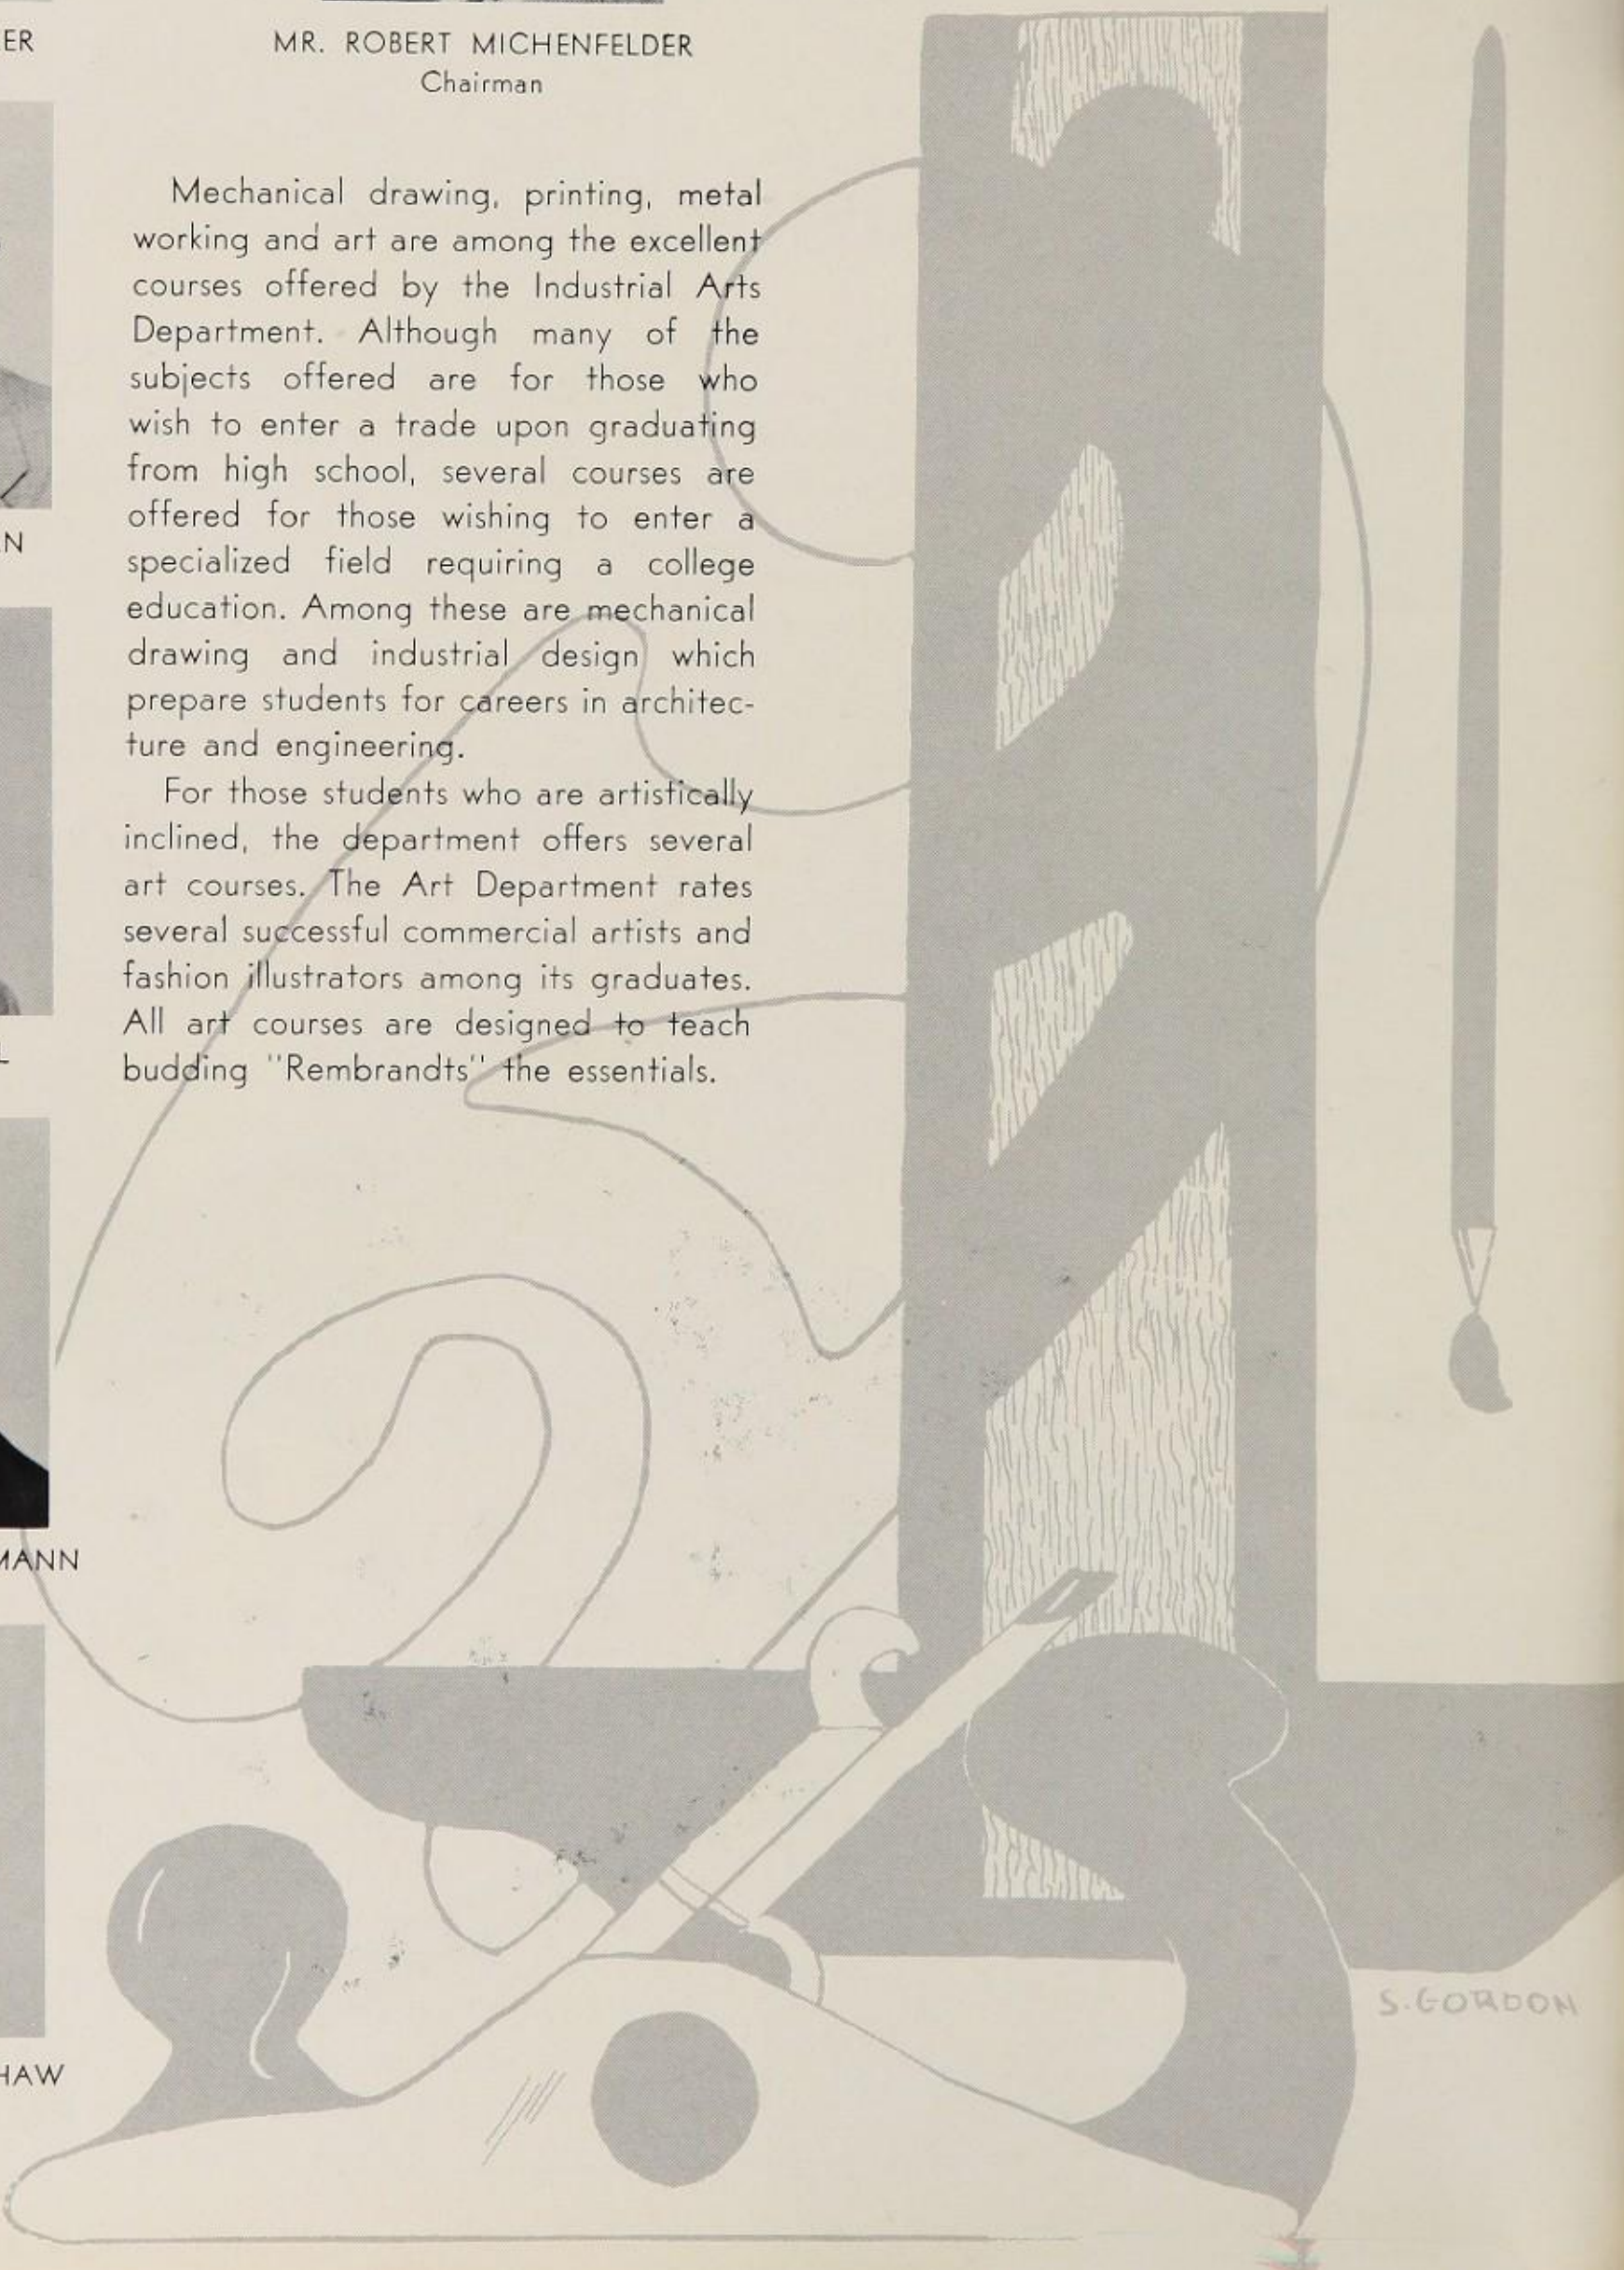 ER
MR. ROBERT MICHENFELDER
Chairman
Mechanical drawing, printing, metal
working and art are among the excellent
courses offered by the Industrial Arts
Department. Although many of the
subjects offered are for those who
wish to enter a trade upon graduating
from high school, several courses are
offered for those wishing to enter a
specialized field requiring a college
education. Among these are mechanical
drawing and industrial design which
prepare students for careers in architec-
ture and engineering.
For those students who are artistically
inclined, the department offers several
art courses. The Art Department rates
several successful commercial artists and
fashion illustrators among its graduates.
All art courses are designed to teach
budding "Rembrandts" the essentials.
N
MANN
HAW
S. GORDON